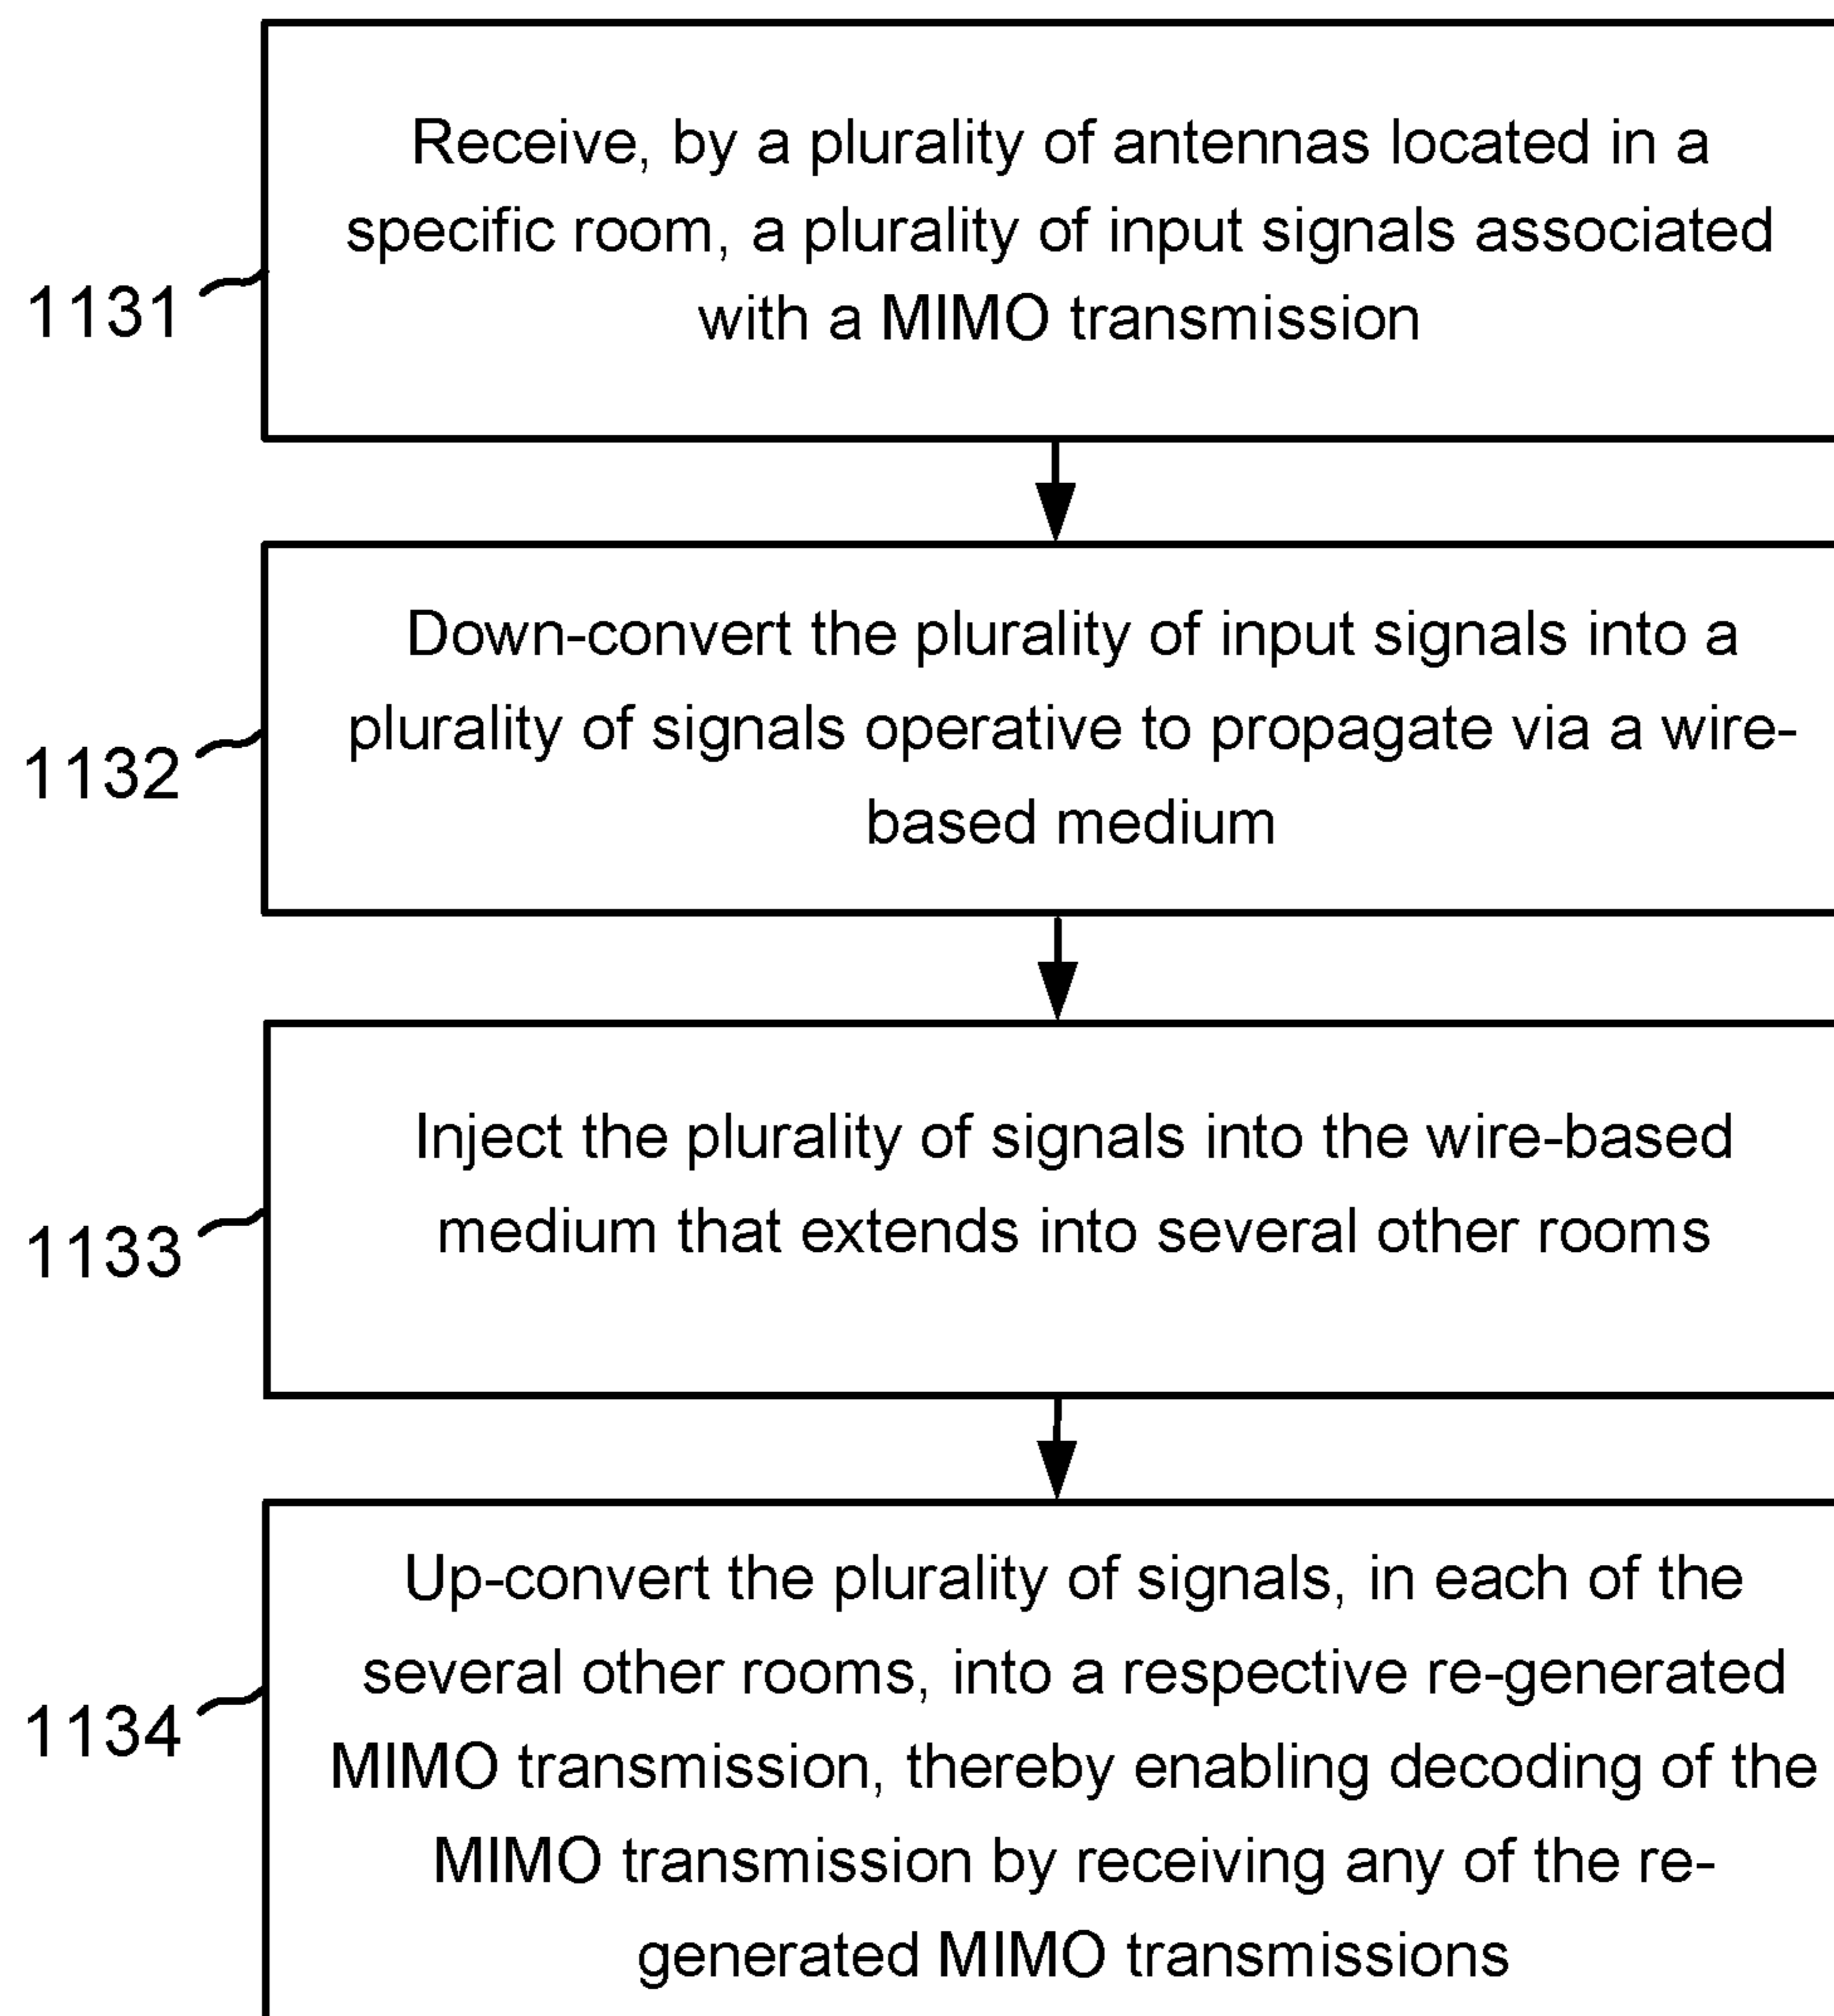 Receive, by a plurality of antennas located in a
specific room, a plurality of input signals associated
with a MIMO transmission
1131
Down-convert the plurality of input signals into a
plurality of signals operative to propagate via a wire-
based medium
1132
Inject the plurality of signals into the wire-based
medium that extends into several other rooms
1133
Up-convert the plurality of signals, in each of the
several other rooms, into a respective re-generated
MIMO transmission, thereby enabling decoding of the
MIMO transmission by receiving any of the re-
generated MIMO transmissions
1134